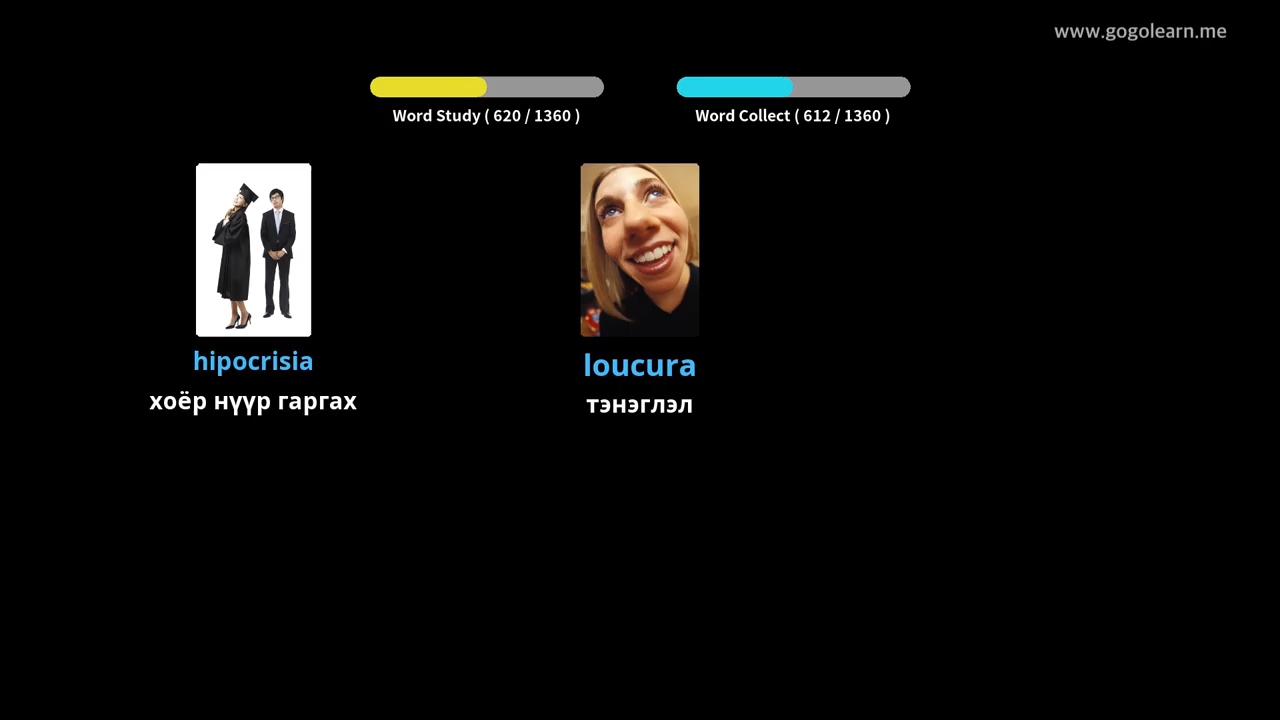 www.gogolearn.me
Word Study ( 620 / 1360 )
Word Collect ( 612 / 1360 )
hipocrisia
хоёр нүүр гаргах
loucura
тэнэглэл